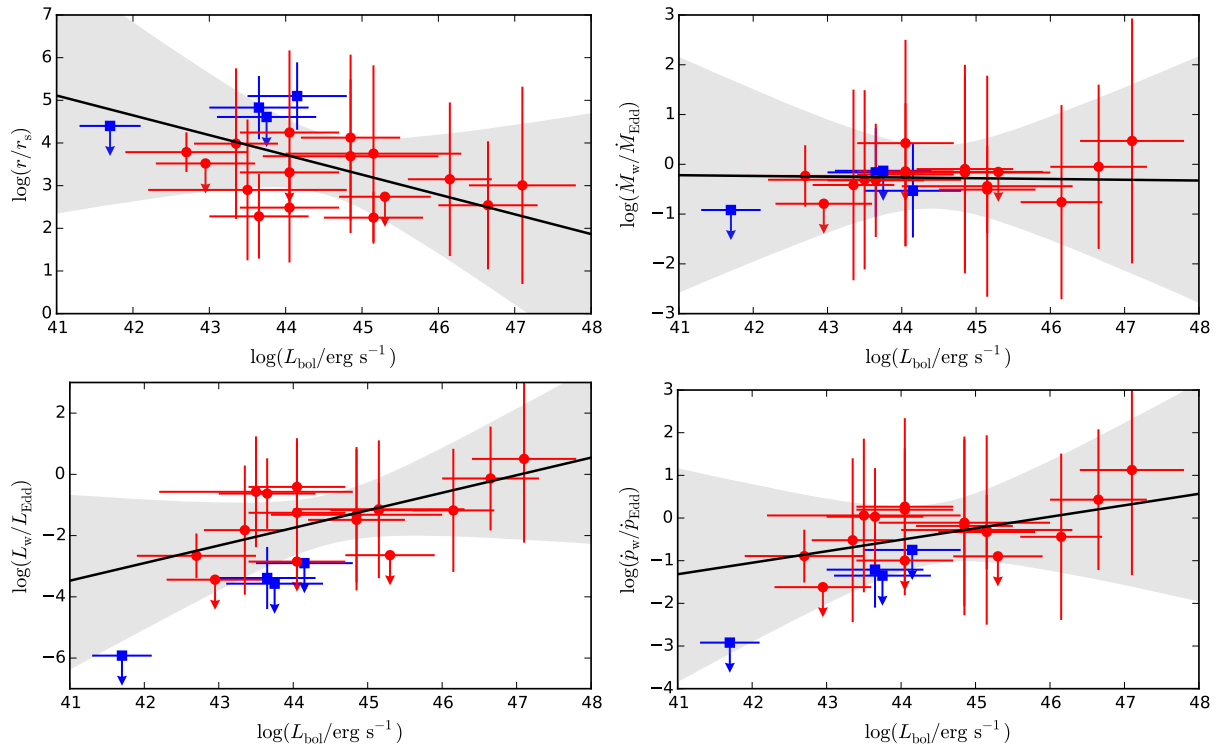 7
6
5
4
3
2
1
0
log(r/r_s)
41 42 43 44 45 46 47 48
log(L_bol/erg s⁻¹)
3
2
1
0
−1
−2
−3
log(Ṁ_w/Ṁ_Edd)
41 42 43 44 45 46 47 48
log(L_bol/erg s⁻¹)
2
0
−2
−4
−6
log(L_w/L_Edd)
41 42 43 44 45 46 47 48
log(L_bol/erg s⁻¹)
3
2
1
0
−1
−2
−3
−4
log(ṗ_w/ṗ_Edd)
41 42 43 44 45 46 47 48
log(L_bol/erg s⁻¹)